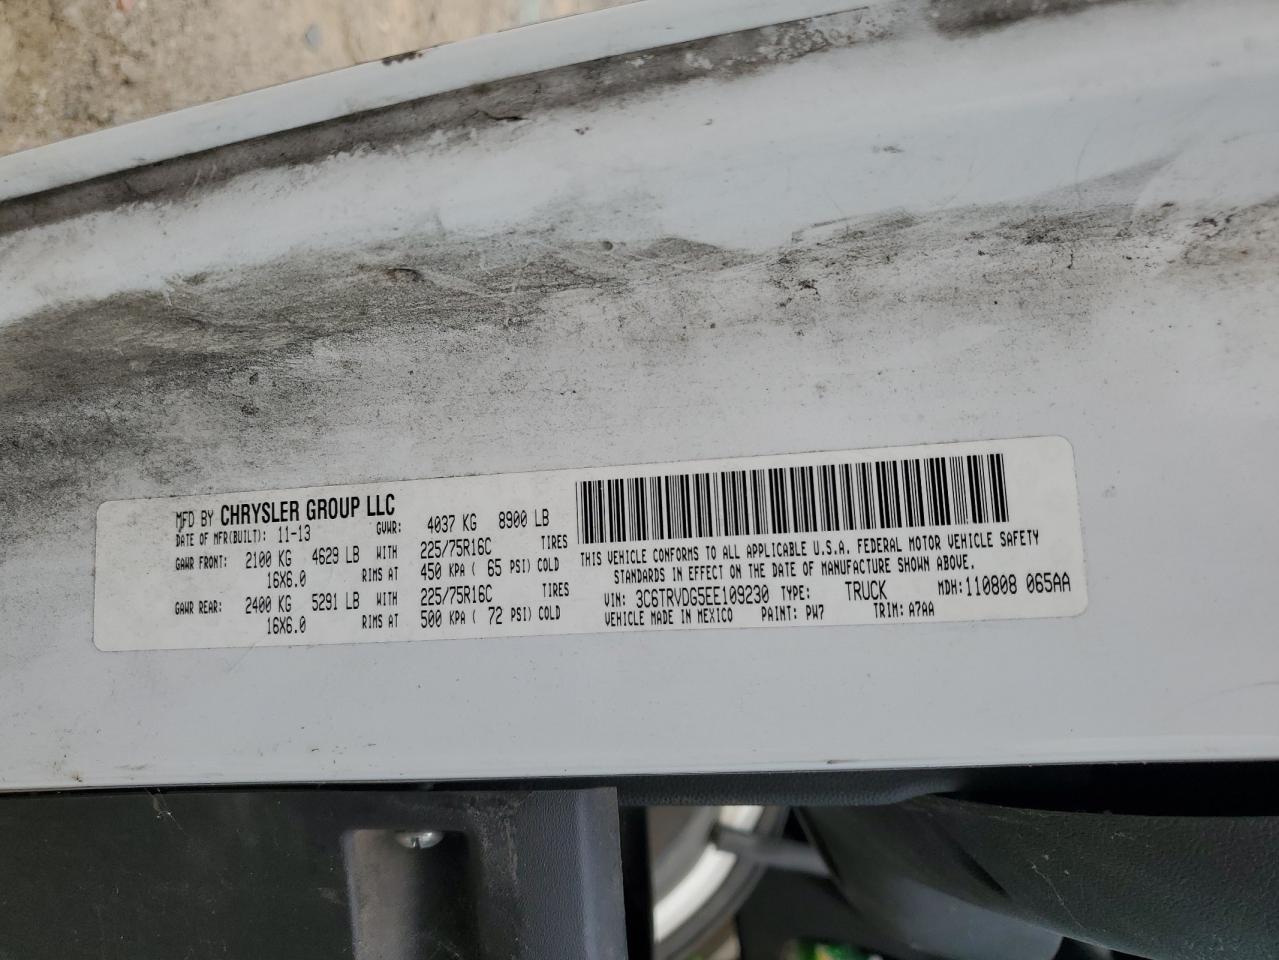 MFD BY CHRYSLER GROUP LLC
DATE OF MFR(BUILT): 11-13 GVWR: 4037 KG 8900 LB
GAWR FRONT: 2100 KG 4629 LB WITH 225/75R16C TIRES
16X6.0 RIMS AT 450 KPA ( 65 PSI) COLD
GAWR REAR: 2400 KG 5291 LB WITH 225/75R16C TIRES
16X6.0 RIMS AT 500 KPA ( 72 PSI) COLD
THIS VEHICLE CONFORMS TO ALL APPLICABLE U.S.A. FEDERAL MOTOR VEHICLE SAFETY
STANDARDS IN EFFECT ON THE DATE OF MANUFACTURE SHOWN ABOVE.
VIN: 3C6TRVDG5EE109230 TYPE: TRUCK MDH:110808 065AA
VEHICLE MADE IN MEXICO PAINT: PW7 TRIM: A7AA